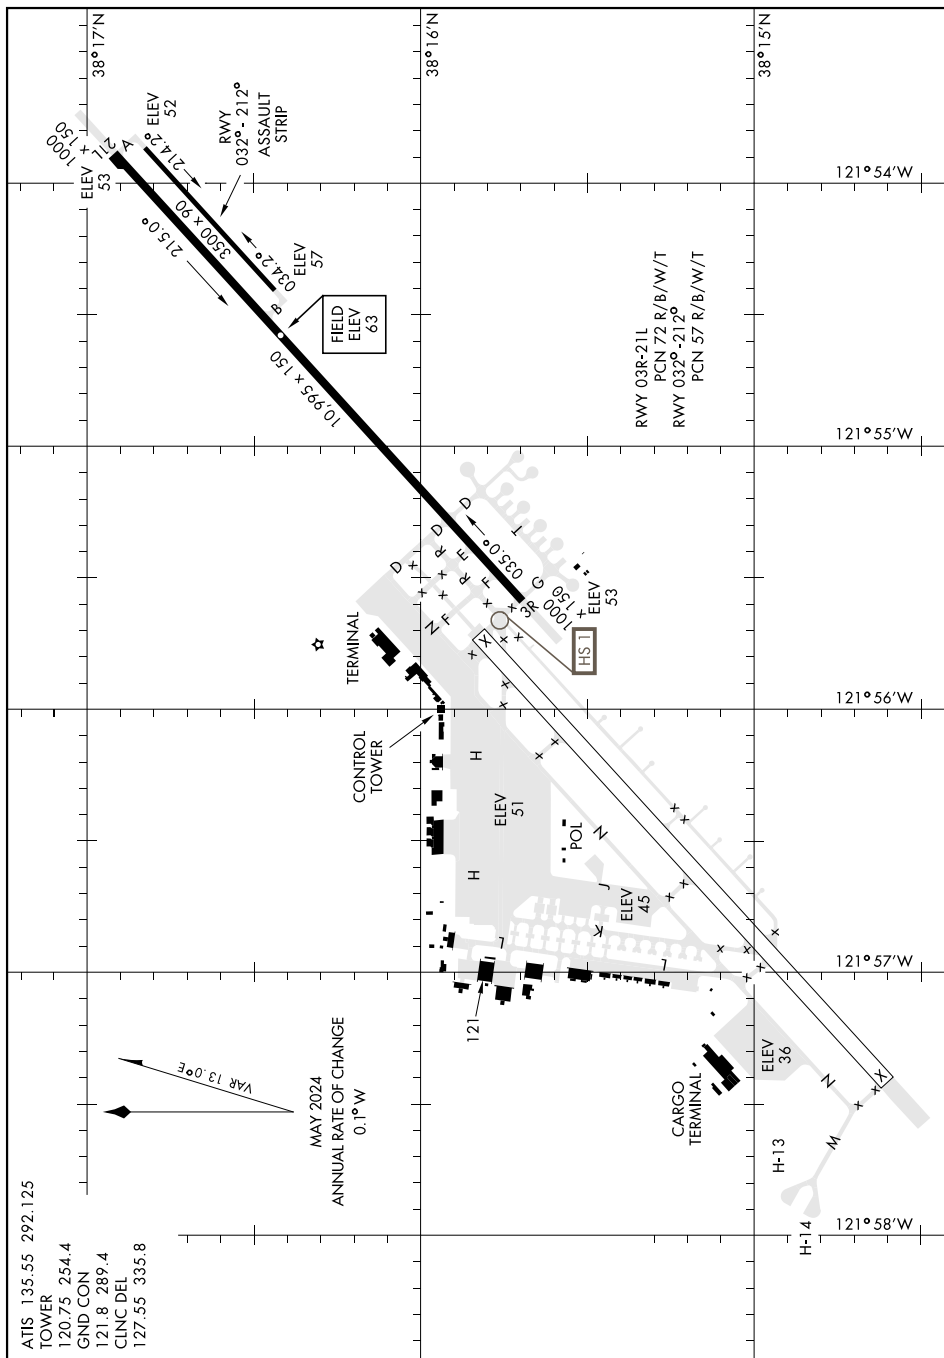 ATIS 135.55 292.125
TOWER
120.75 254.4
GND CON
121.8 289.4
CLNC DEL
127.55 335.8
VAR 13.0°E
MAY 2024
ANNUAL RATE OF CHANGE
0.1° W
38°17'N
38°16'N
38°15'N
121°54'W
121°55'W
121°56'W
121°57'W
121°58'W
1000
x 150
ELEV
53
21L
A
215.0°
214.2°
ELEV
52
RWY
032°-212°
ASSAULT
STRIP
3500 x 90
034.2°
ELEV
57
B
FIELD
ELEV
63
10,995 x 150
RWY 03R-21L
PCN 72 R/B/W/T
RWY 032°-212°
PCN 57 R/B/W/T
D
D
D
R
E
R
F
F
N
T
G
035.0°
3R
1000
x 150
ELEV
53
HS 1
X
TERMINAL
CONTROL
TOWER
H
H
ELEV
51
POL
N
J
ELEV
45
K
L
L
121
CARGO
TERMINAL
ELEV
36
N
X
W
H-13
H-14